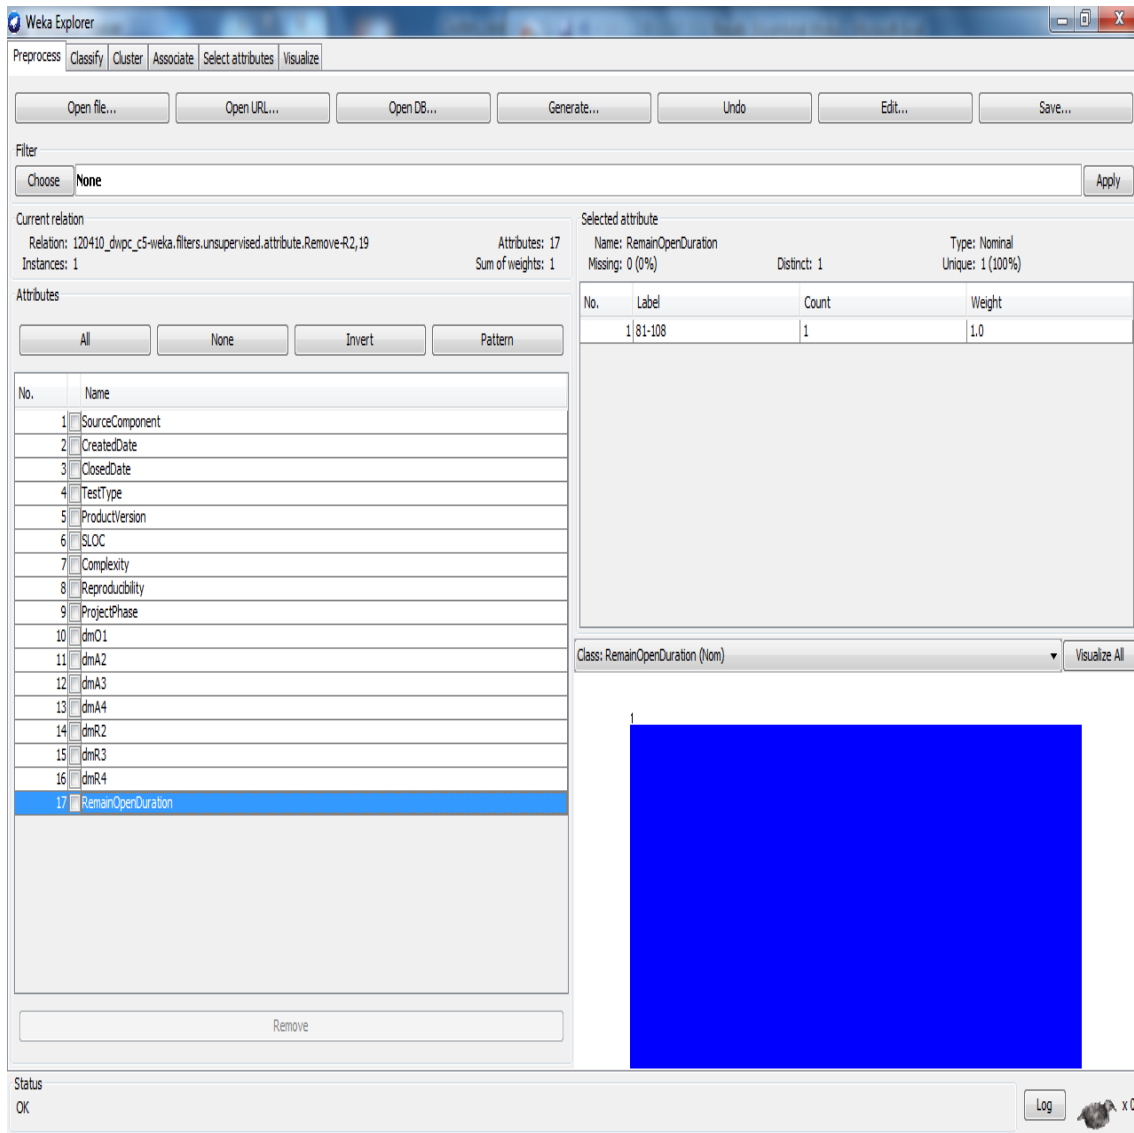 Weka Explorer
Preprocess Classify Cluster Associate Select attributes Visualize
Open file... Open URL... Open DB... Generate... Undo Edit... Save...
Filter
Choose None Apply
Current relation
Relation: 120410_dwpc_c5-weka.filters.unsupervised.attribute.Remove-R2,19 Attributes: 17
Instances: 1 Sum of weights: 1
Attributes
All None Invert Pattern
No. Name
1 SourceComponent
2 CreatedDate
3 ClosedDate
4 TestType
5 ProductVersion
6 SLOC
7 Complexity
8 Reproducibility
9 ProjectPhase
10 dmO1
11 dmA2
12 dmA3
13 dmA4
14 dmR2
15 dmR3
16 dmR4
17 RemainOpenDuration
Remove
Selected attribute
Name: RemainOpenDuration Type: Nominal
Missing: 0 (0%) Distinct: 1 Unique: 1 (100%)
No. Label Count Weight
1 81-108 1 1.0
Class: RemainOpenDuration (Nom) Visualize All
1
Status
OK
Log x 0